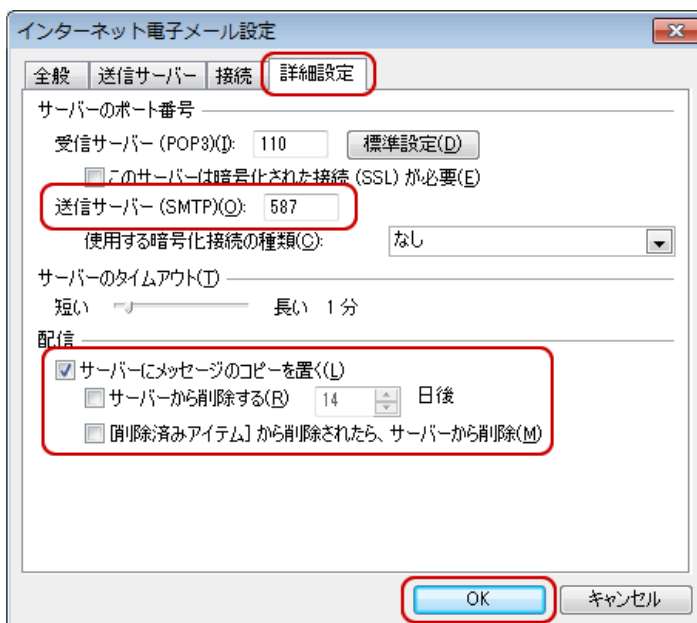 インターネット電子メール設定
全般 送信サーバー 接続 詳細設定
サーバーのポート番号
受信サーバー (POP3)(I): 110 標準設定(D)
このサーバーは暗号化された接続 (SSL) が必要(E)
送信サーバー (SMTP)(O): 587
使用する暗号化接続の種類(C): なし
サーバーのタイムアウト(T)
短い 長い 1 分
配信
サーバーにメッセージのコピーを置く(L)
サーバーから削除する(R) 14 日後
[削除済みアイテム] から削除されたら、サーバーから削除(M)
OK キャンセル